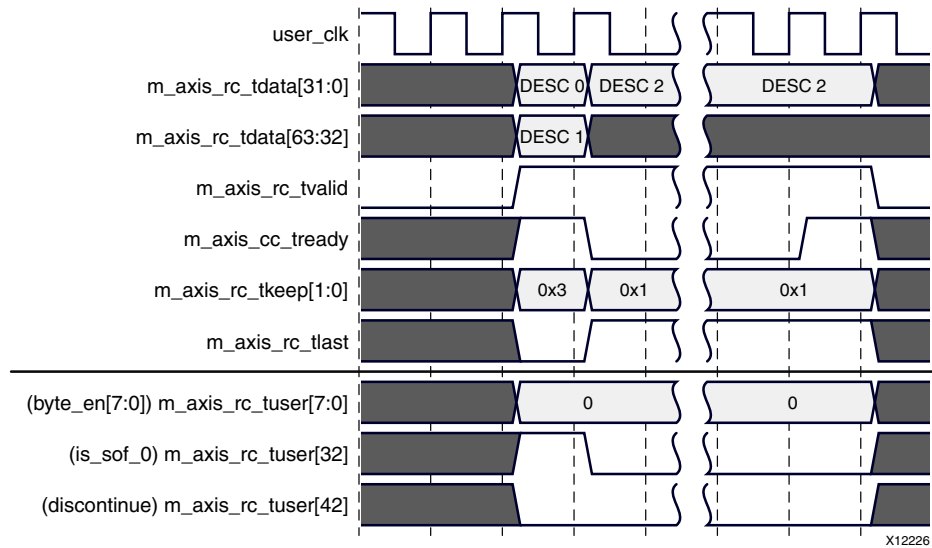 user_clk
m_axis_rc_tdata[31:0] DESC 0 DESC 2 DESC 2
m_axis_rc_tdata[63:32] DESC 1
m_axis_rc_tvalid
m_axis_cc_tready
m_axis_rc_tkeep[1:0] 0x3 0x1 0x1
m_axis_rc_tlast
(byte_en[7:0]) m_axis_rc_tuser[7:0] 0 0
(is_sof_0) m_axis_rc_tuser[32]
(discontinue) m_axis_rc_tuser[42]
X12226